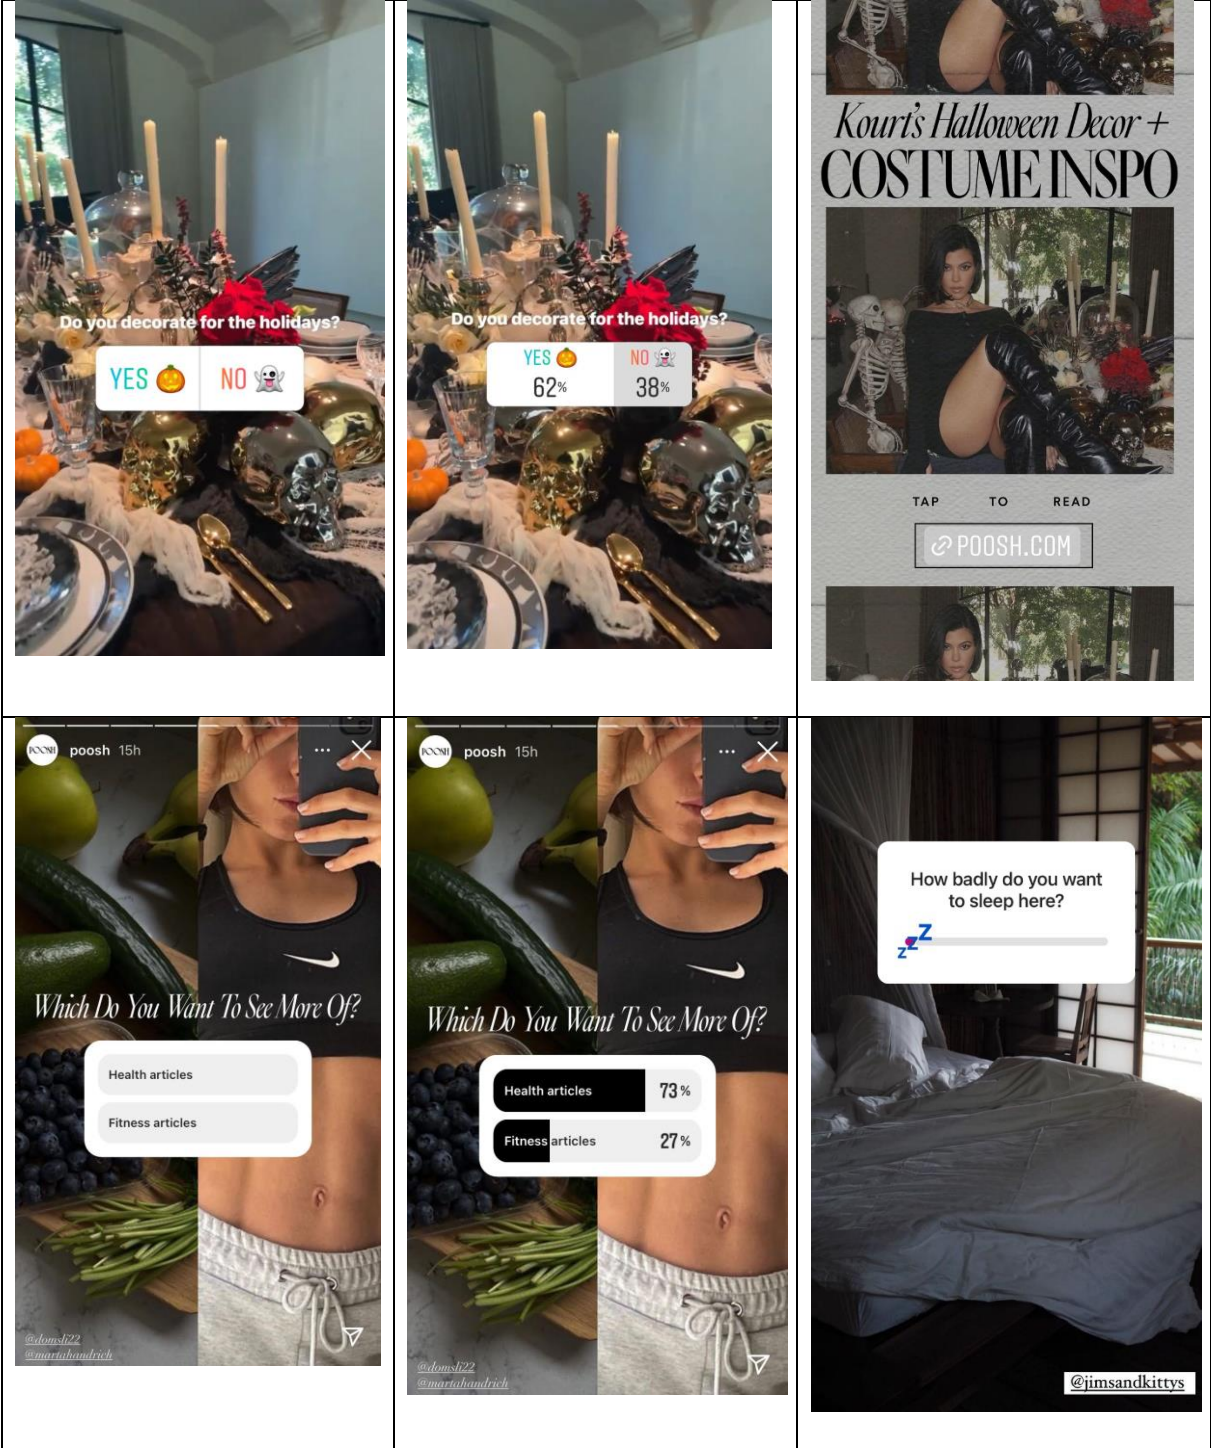 Do you decorate for the holidays?
YES 🎃 NO 👻
Do you decorate for the holidays?
YES 🎃 NO 👻
62% 38%
Kourt's Halloween Decor +
COSTUME INSPO
TAP TO READ
POOSH.COM
POOSH poosh 15h
Which Do You Want To See More Of?
Health articles
Fitness articles
@domsli22
@martahandrich
POOSH poosh 15h
Which Do You Want To See More Of?
Health articles 73%
Fitness articles 27%
@domsli22
@martahandrich
How badly do you want
to sleep here?
💤
@jimsandkittys